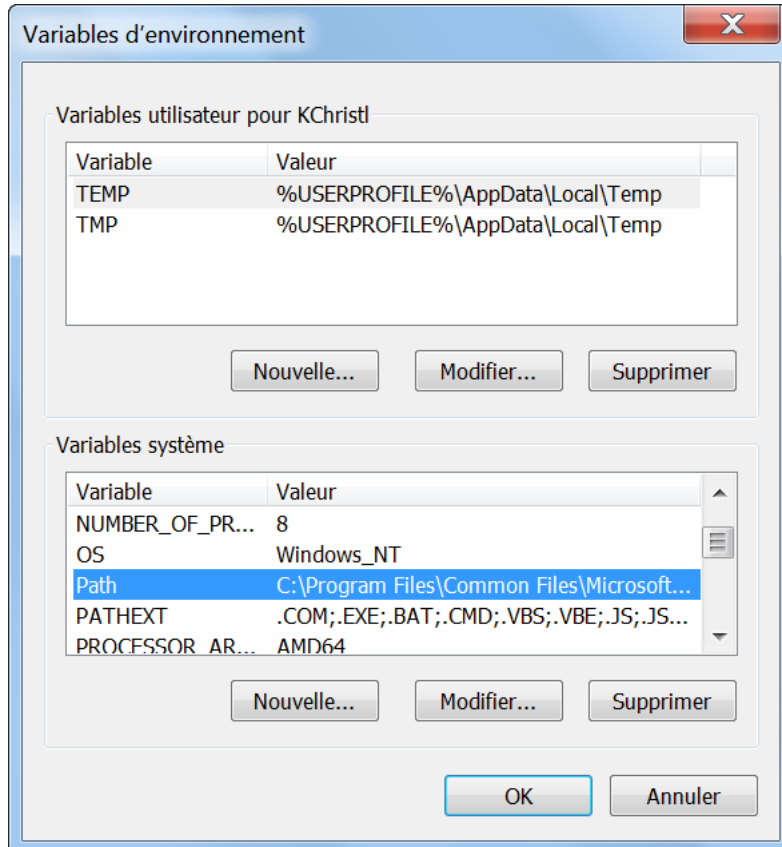 Variables d'environnement
Variables utilisateur pour KChristl
Variable Valeur
TEMP %USERPROFILE%\AppData\Local\Temp
TMP %USERPROFILE%\AppData\Local\Temp
Nouvelle... Modifier... Supprimer
Variables système
Variable Valeur
NUMBER_OF_PR... 8
OS Windows_NT
Path C:\Program Files\Common Files\Microsoft...
PATHEXT .COM;.EXE;.BAT;.CMD;.VBS;.VBE;.JS;.JS...
PROCESSOR_AR... AMD64
Nouvelle... Modifier... Supprimer
OK Annuler